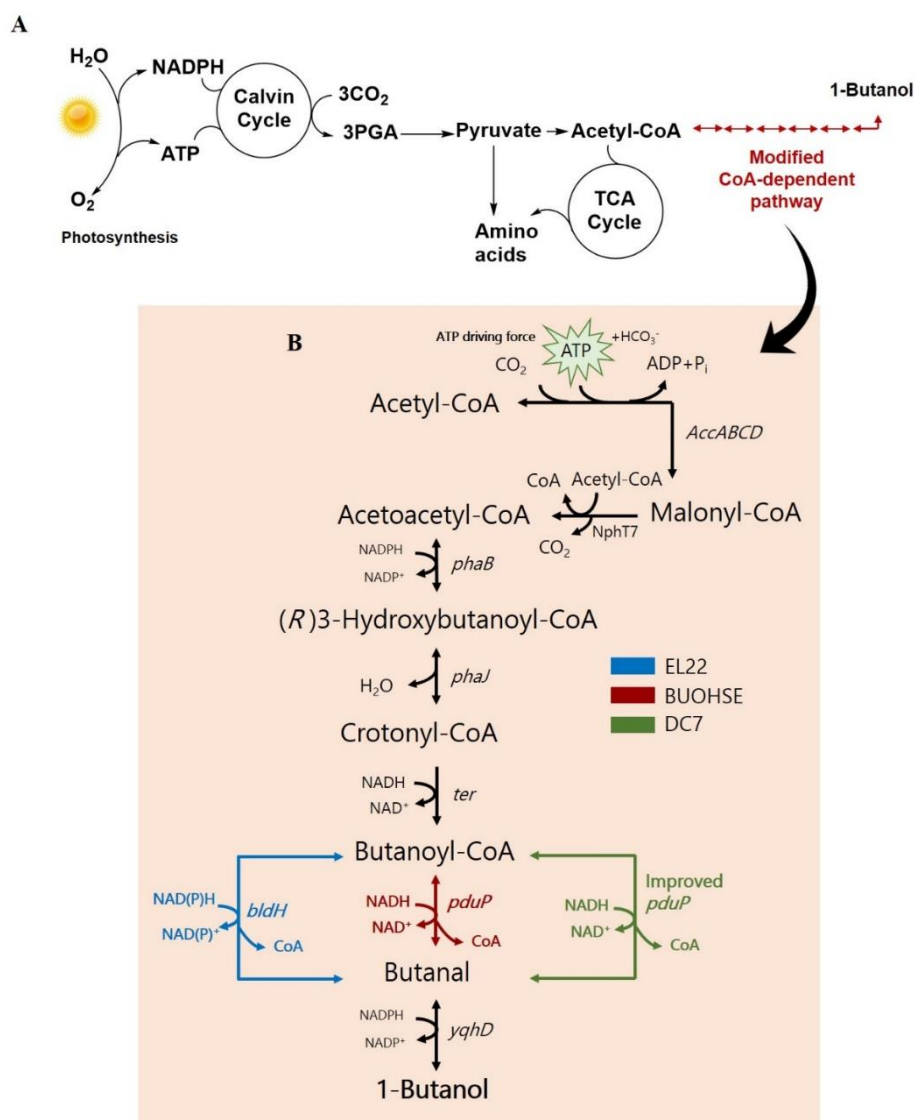 A
H₂O
NADPH
Calvin
Cycle
3CO₂
3PGA
Pyruvate
Acetyl-CoA
1-Butanol
ATP
O₂
Photosynthesis
Amino
acids
TCA
Cycle
Modified
CoA-dependent
pathway
B
ATP driving force
ATP
+HCO₃⁻
CO₂
ADP+Pᵢ
Acetyl-CoA
AccABCD
CoA
Acetyl-CoA
Acetoacetyl-CoA
Malonyl-CoA
NphT7
CO₂
NADPH
NADP⁺
phaB
(R)3-Hydroxybutanoyl-CoA
H₂O
phaJ
EL22
BUOHSE
DC7
Crotonyl-CoA
NADH
NAD⁺
ter
Butanoyl-CoA
NAD(P)H
NAD(P)⁺
bldH
CoA
NADH
NAD⁺
pduP
CoA
Improved
pduP
NADH
NAD⁺
CoA
Butanal
NADPH
NADP⁺
yqhD
1-Butanol